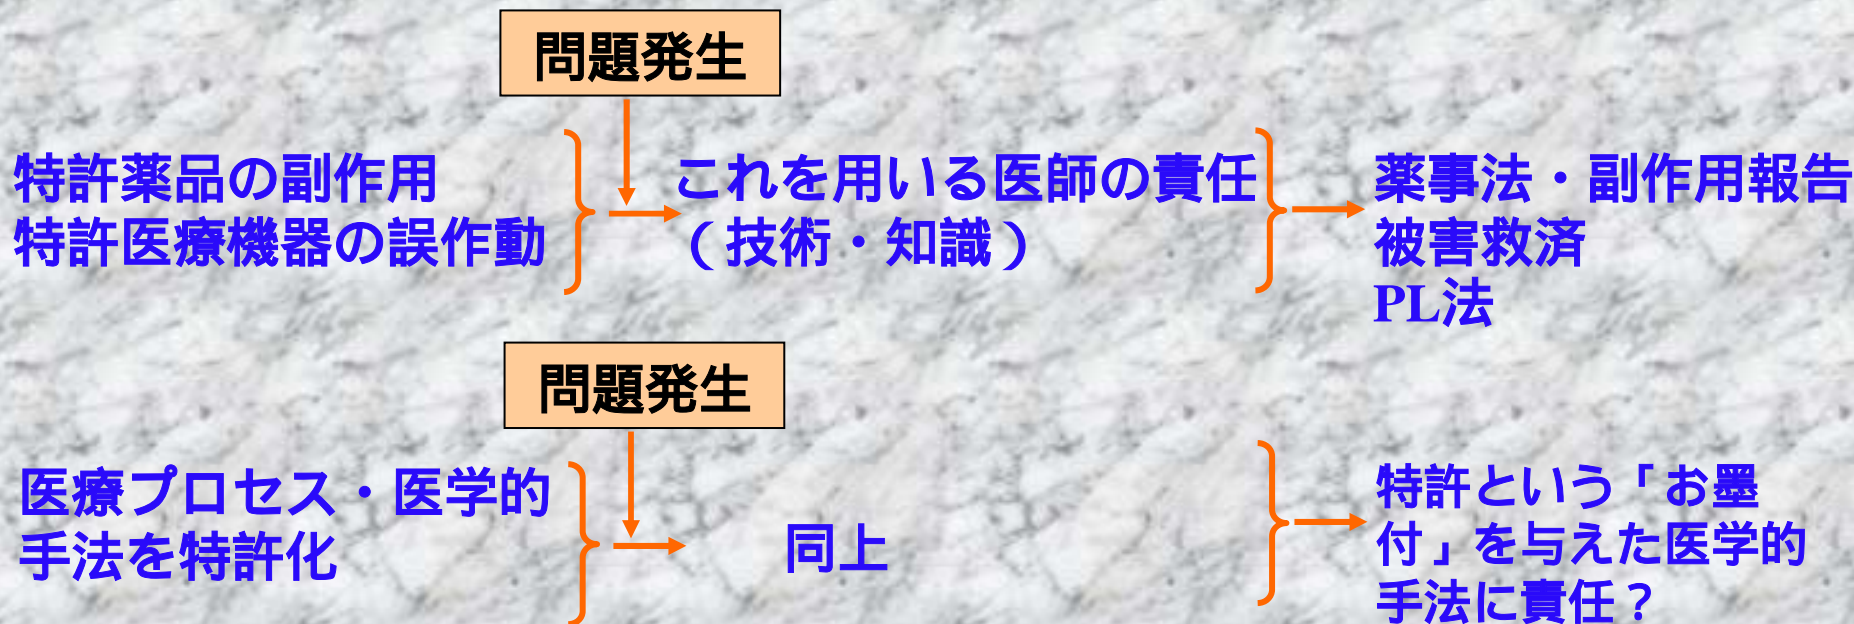 問題発生
特許薬品の副作用
特許医療機器の誤作動
これを用いる医師の責任
（技術・知識）
薬事法・副作用報告
被害救済
PL法
問題発生
医療プロセス・医学的
手法を特許化
同上
特許という「お墨
付」を与えた医学的
手法に責任？